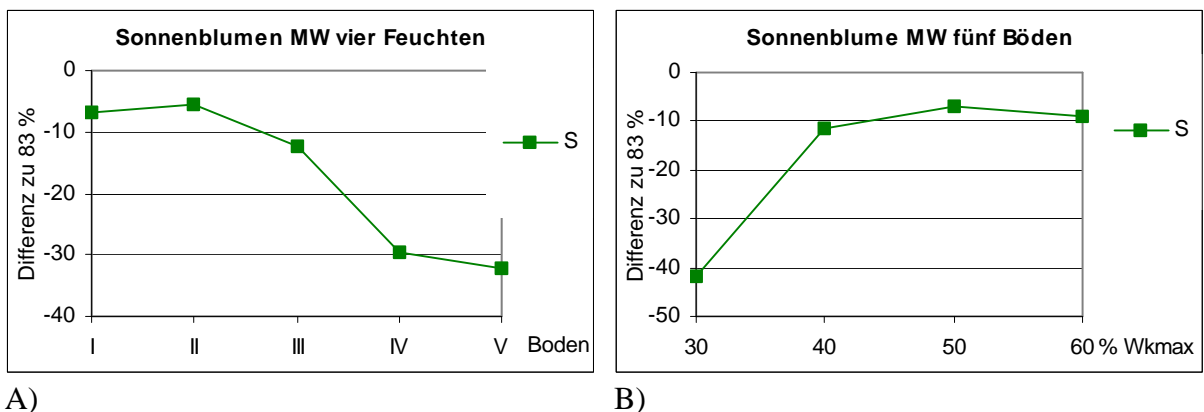 Sonnenblumen MW vier Feuchten
Differenz zu 83 %
0
-10
-20
-30
-40
I II III IV V Boden
S
A)
Sonnenblume MW fünf Böden
Differenz zu 83 %
0
-10
-20
-30
-40
-50
30 40 50 60 % Wkmax
S
B)